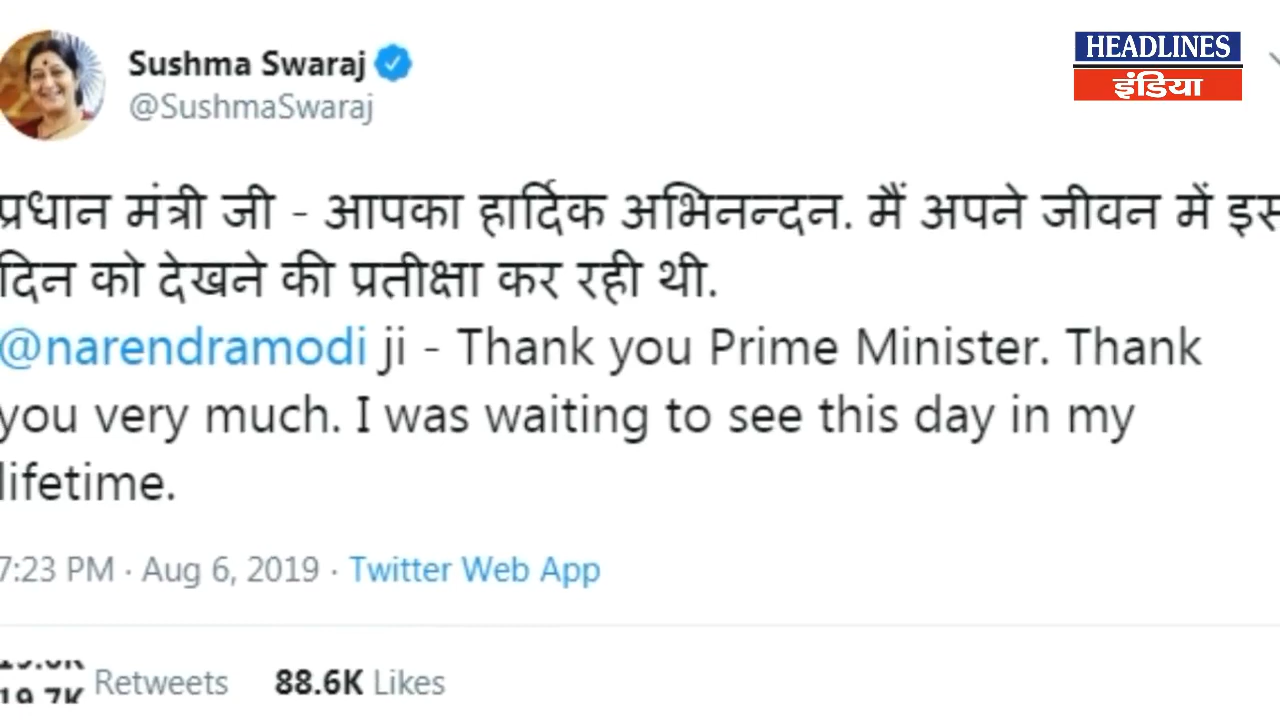 Sushma Swaraj
@SushmaSwaraj
HEADLINES
इंडिया
प्रधान मंत्री जी - आपका हार्दिक अभिनन्दन. मैं अपने जीवन में इस
दिन को देखने की प्रतीक्षा कर रही थी.
@narendramodi ji - Thank you Prime Minister. Thank
you very much. I was waiting to see this day in my
lifetime.
7:23 PM · Aug 6, 2019 · Twitter Web App
Retweets 88.6K Likes